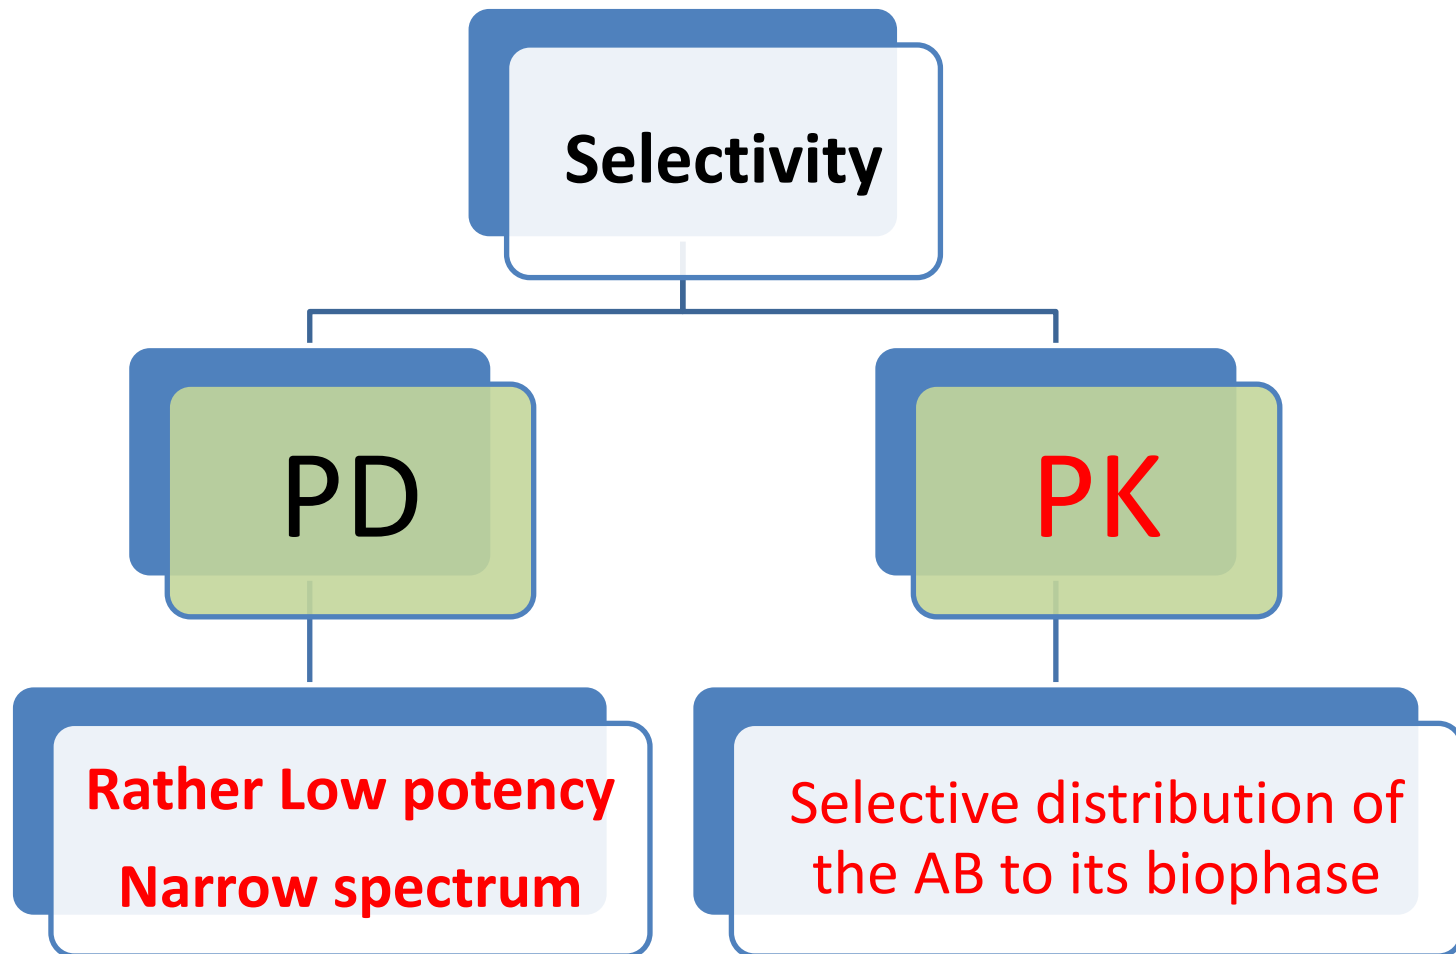 Selectivity
PD
PK
Rather Low potency
Narrow spectrum
Selective distribution of
the AB to its biophase